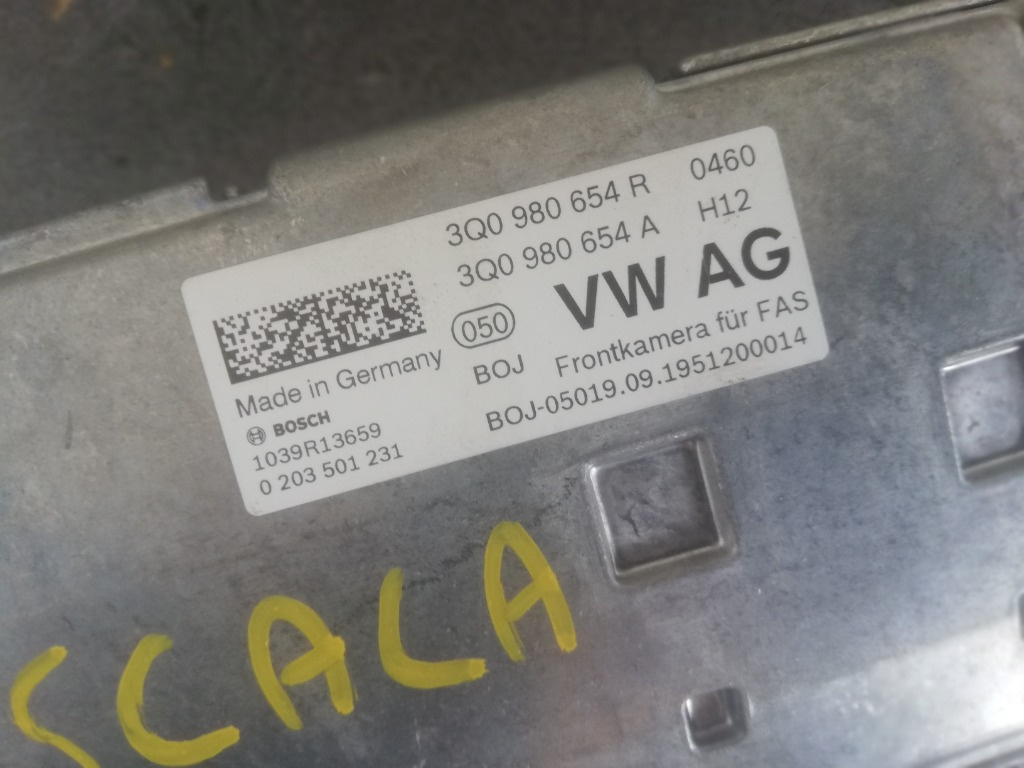 3Q0 980 654 R 0460
3Q0 980 654 A H12
050 VW AG
BOJ Frontkamera für FAS
BOJ-05019.09.1951200014
Made in Germany
BOSCH
1039R13659
0 203 501 231
SCALA